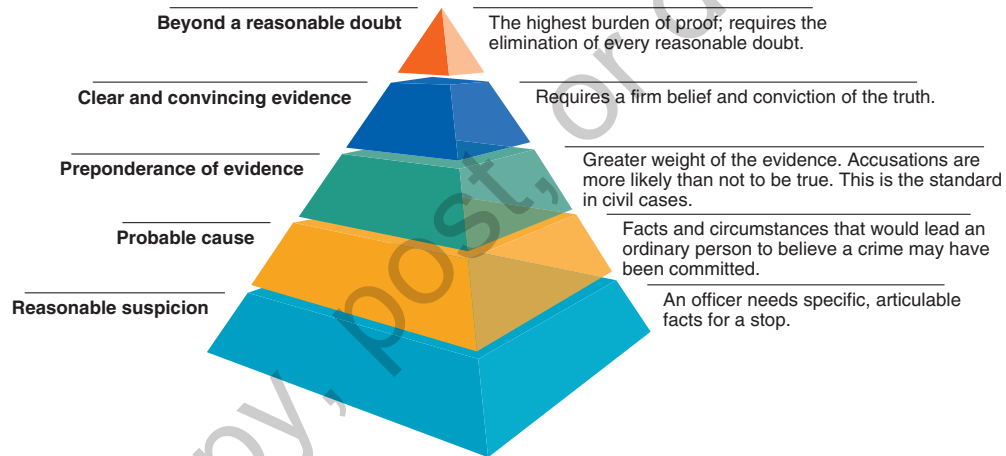 Beyond a reasonable doubt
The highest burden of proof; requires the
elimination of every reasonable doubt.
Clear and convincing evidence
Requires a firm belief and conviction of the truth.
Preponderance of evidence
Greater weight of the evidence. Accusations are
more likely than not to be true. This is the standard
in civil cases.
Probable cause
Facts and circumstances that would lead an
ordinary person to believe a crime may have
been committed.
Reasonable suspicion
An officer needs specific, articulable
facts for a stop.
post, or